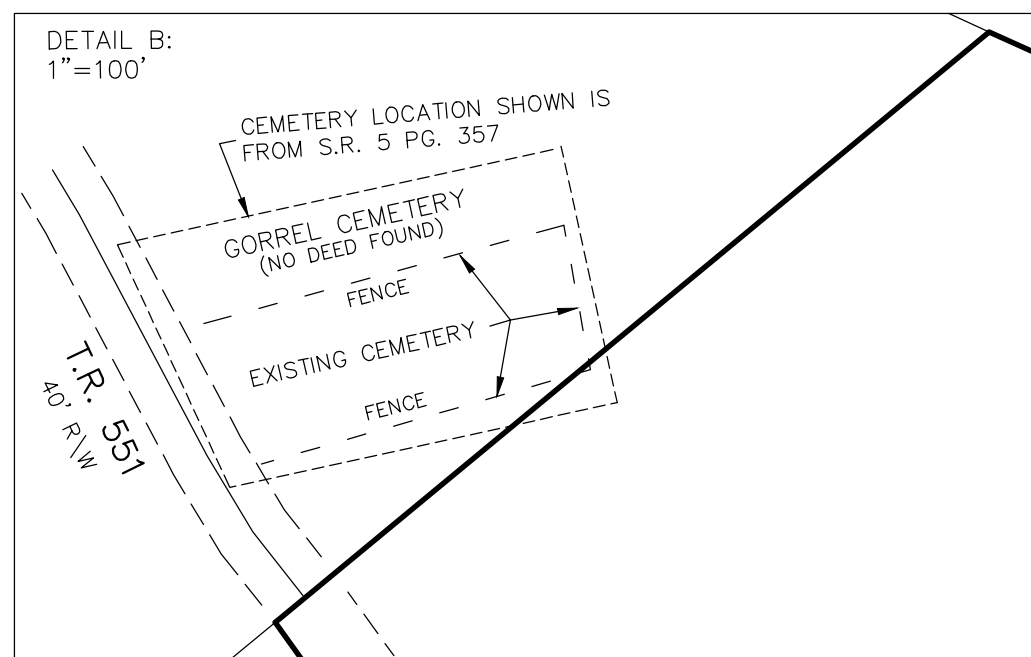 DETAIL B:
1"=100'
CEMETERY LOCATION SHOWN IS
FROM S.R. 5 PG. 357
GORREL CEMETERY
(NO DEED FOUND)
FENCE
EXISTING CEMETERY
FENCE
T.R. 551
40' R\W